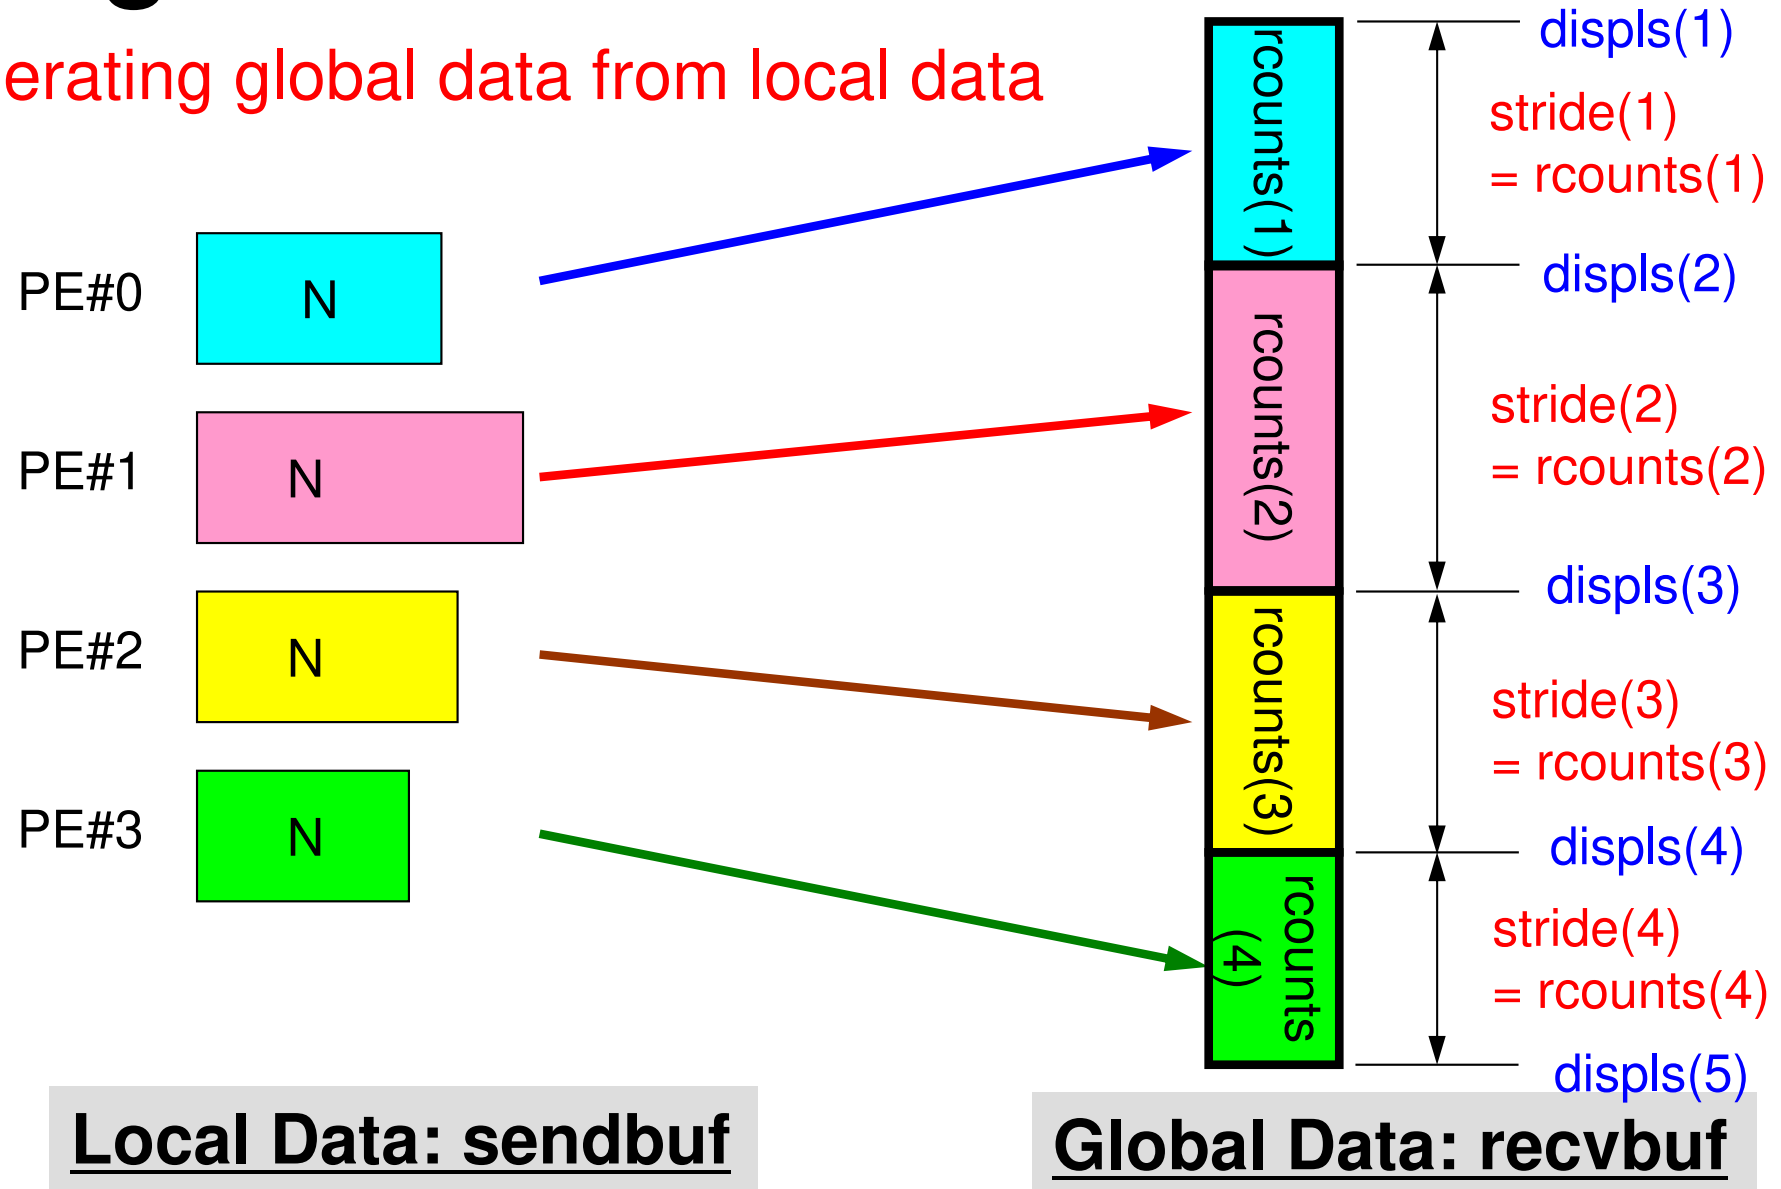 erating global data from local data
PE#0
N
PE#1
N
PE#2
N
PE#3
N
rcounts(1)
rcounts(2)
rcounts(3)
rcounts
(4)
displs(1)
stride(1)
= rcounts(1)
displs(2)
stride(2)
= rcounts(2)
displs(3)
stride(3)
= rcounts(3)
displs(4)
stride(4)
= rcounts(4)
displs(5)
Local Data: sendbuf
Global Data: recvbuf